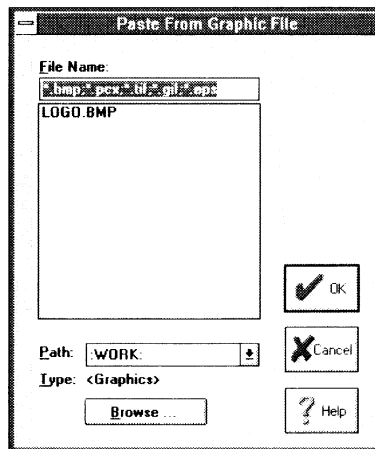 Paste From Graphic File
File Name:
*.bmp;*.pcx;*.tif;*.gif;*.eps
LOGO.BMP
OK
Path: :WORK:
Cancel
Type: <Graphics>
Browse ...
Help